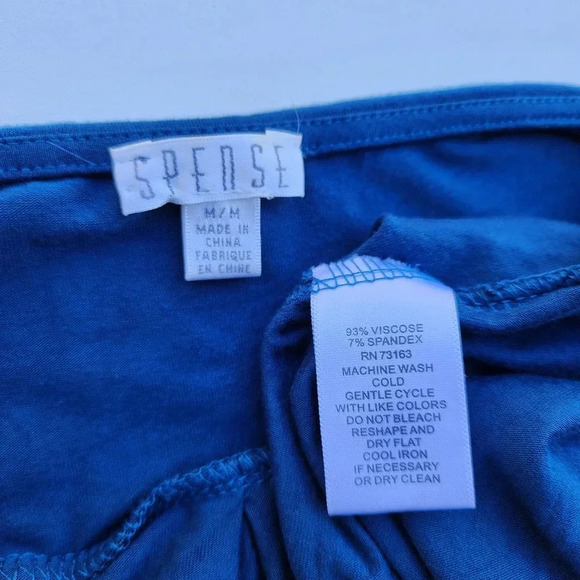 SPENSE
M/M
MADE IN
CHINA
FABRIQUE
EN CHINE
93% VISCOSE
7% SPANDEX
RN 73163
MACHINE WASH
COLD
GENTLE CYCLE
WITH LIKE COLORS
DO NOT BLEACH
RESHAPE AND
DRY FLAT
COOL IRON
IF NECESSARY
OR DRY CLEAN